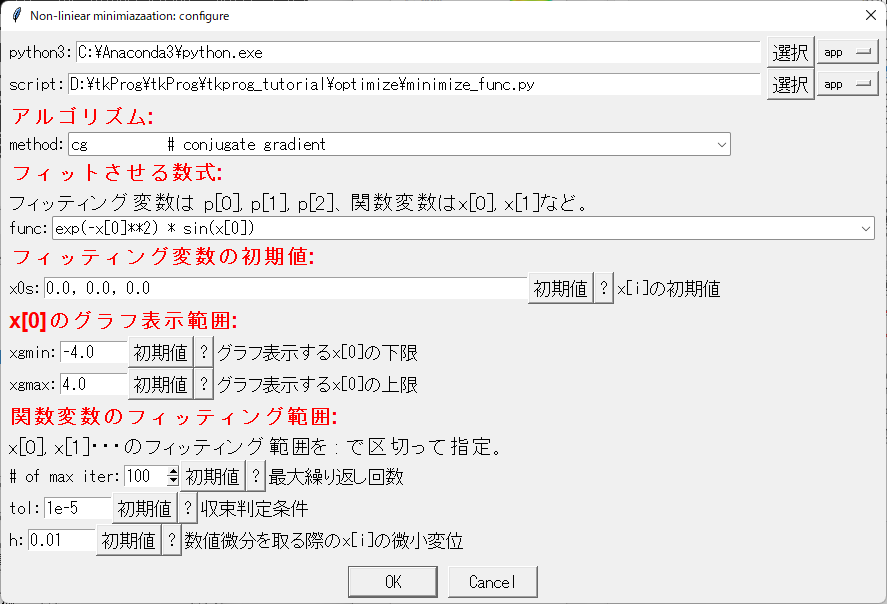 Non-liniear minimiazaation: configure
python3: C:¥Anaconda3¥python.exe 選択 app
script: D:¥tkProg¥tkProg¥tkprog_tutorial¥optimize¥minimize_func.py 選択 app
アルゴリズム:
method: cg # conjugate gradient
フィットさせる数式:
フィッティング変数は p[0], p[1], p[2]、関数変数はx[0], x[1]など。
func: exp(-x[0]**2) * sin(x[0])
フィッティング変数の初期値:
x0s: 0.0, 0.0, 0.0 初期値 ? x[i]の初期値
x[0]のグラフ表示範囲:
xgmin: -4.0 初期値 ? グラフ表示するx[0]の下限
xgmax: 4.0 初期値 ? グラフ表示するx[0]の上限
関数変数のフィッティング範囲:
x[0], x[1]・・・のフィッティング範囲を : で区切って指定。
# of max iter: 100 初期値 ? 最大繰り返し回数
tol: 1e-5 初期値 ? 収束判定条件
h: 0.01 初期値 ? 数値微分を取る際のx[i]の微小変位
OK Cancel